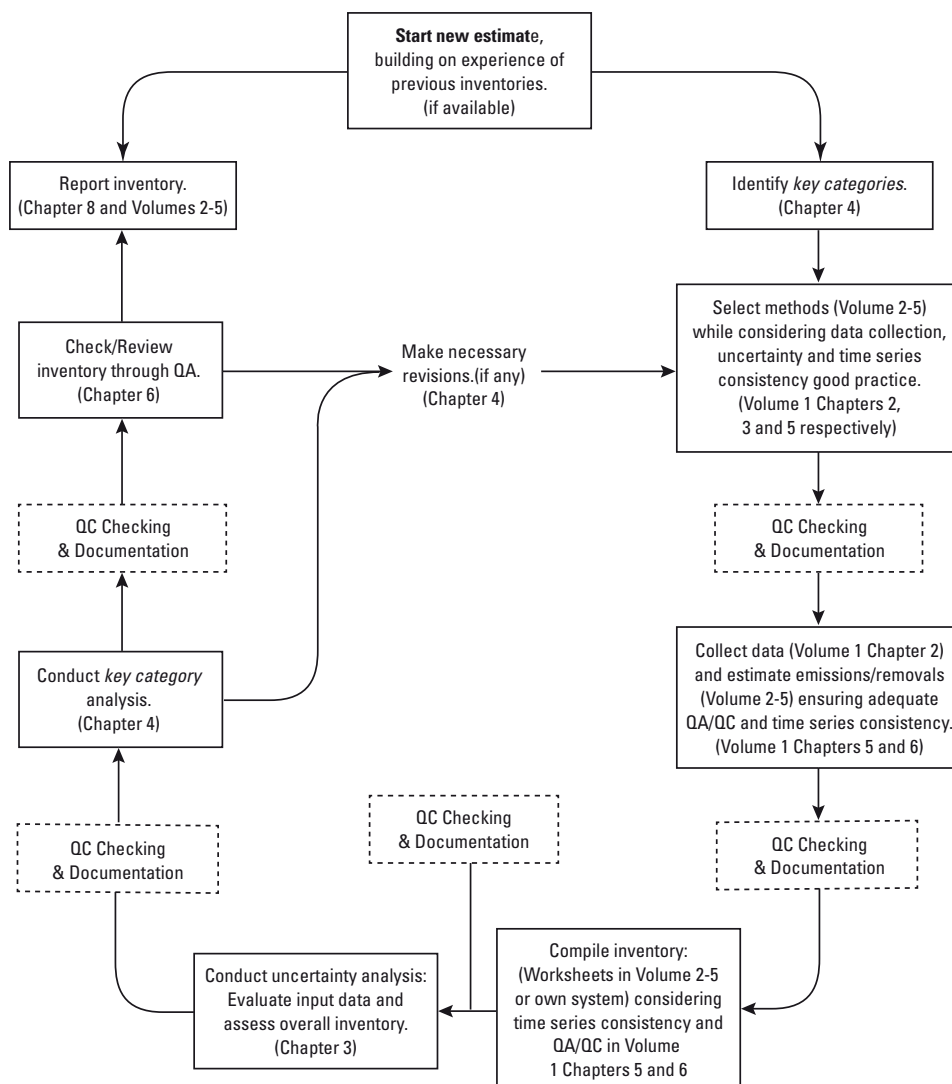 Start new estimate,
building on experience of
previous inventories.
(if available)
Report inventory.
(Chapter 8 and Volumes 2-5)
Identify key categories.
(Chapter 4)
Check/Review
inventory through QA.
(Chapter 6)
Make necessary
revisions.(if any)
(Chapter 4)
Select methods (Volume 2-5)
while considering data collection,
uncertainty and time series
consistency good practice.
(Volume 1 Chapters 2,
3 and 5 respectively)
QC Checking
& Documentation
QC Checking
& Documentation
Conduct key category
analysis.
(Chapter 4)
Collect data (Volume 1 Chapter 2)
and estimate emissions/removals
(Volume 2-5) ensuring adequate
QA/QC and time series consistency.
(Volume 1 Chapters 5 and 6)
QC Checking
& Documentation
QC Checking
& Documentation
QC Checking
& Documentation
Conduct uncertainty analysis:
Evaluate input data and
assess overall inventory.
(Chapter 3)
Compile inventory:
(Worksheets in Volume 2-5
or own system) considering
time series consistency and
QA/QC in Volume
1 Chapters 5 and 6